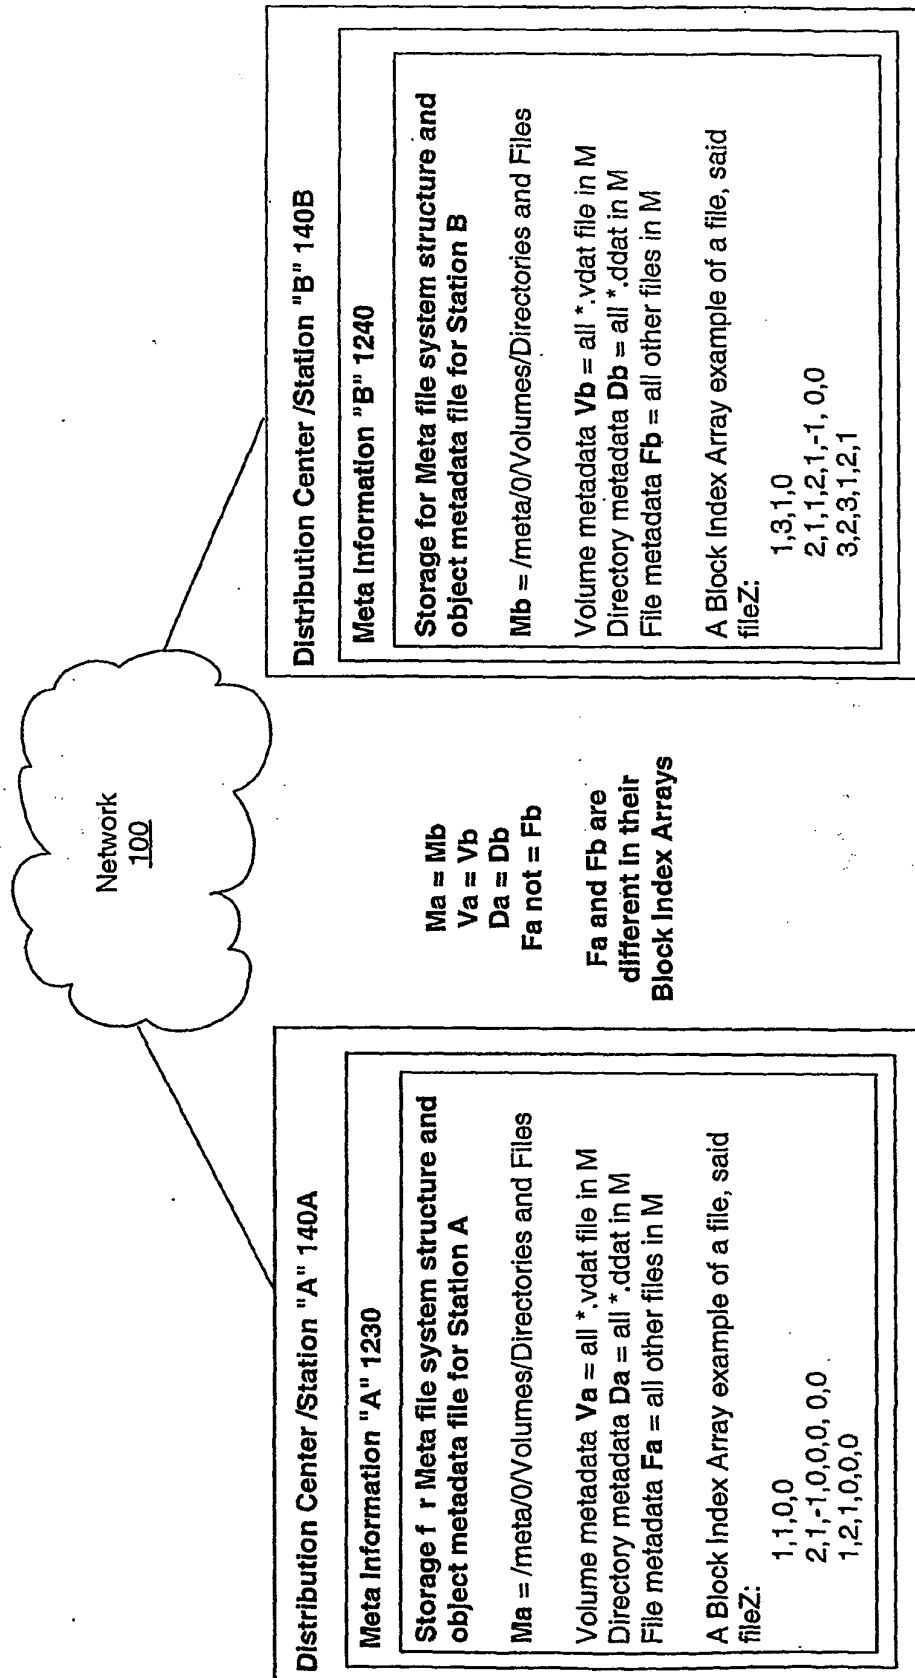 Network
100
Distribution Center /Station "A" 140A
Meta Information "A" 1230
Storage f r Meta file system structure and
object metadata file for Station A
Ma = /meta/0/Volumes/Directories and Files
Volume metadata Va = all *.vdat file in M
Directory metadata Da = all *.ddat in M
File metadata Fa = all other files in M
A Block Index Array example of a file, said
fileZ:
1,1,0,0
2,1,-1,0,0,0, 0,0
1,2,1,0,0,0
Ma = Mb
Va = Vb
Da = Db
Fa not = Fb
Fa and Fb are
different in their
Block Index Arrays
Distribution Center /Station "B" 140B
Meta Information "B" 1240
Storage for Meta file system structure and
object metadata file for Station B
Mb = /meta/0/Volumes/Directories and Files
Volume metadata Vb = all *.vdat file in M
Directory metadata Db = all *.ddat in M
File metadata Fb = all other files in M
A Block Index Array example of a file, said
fileZ:
1,3,1,0
2,1,1,2,1,-1, 0,0
3,2,3,1,2,1